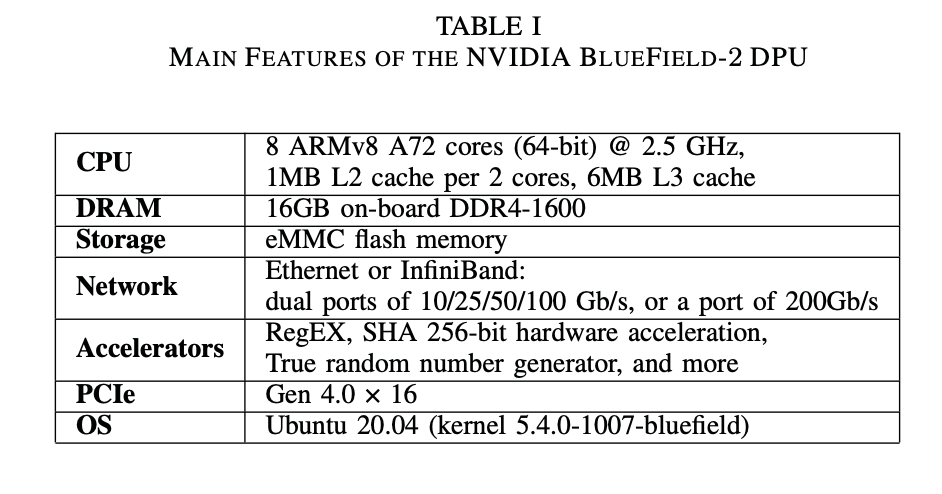 TABLE I
MAIN FEATURES OF THE NVIDIA BLUEFIELD-2 DPU
CPU
8 ARMv8 A72 cores (64-bit) @ 2.5 GHz,
1MB L2 cache per 2 cores, 6MB L3 cache
DRAM
16GB on-board DDR4-1600
Storage
eMMC flash memory
Network
Ethernet or InfiniBand:
dual ports of 10/25/50/100 Gb/s, or a port of 200Gb/s
Accelerators
RegEX, SHA 256-bit hardware acceleration,
True random number generator, and more
PCIe
Gen 4.0 × 16
OS
Ubuntu 20.04 (kernel 5.4.0-1007-bluefield)